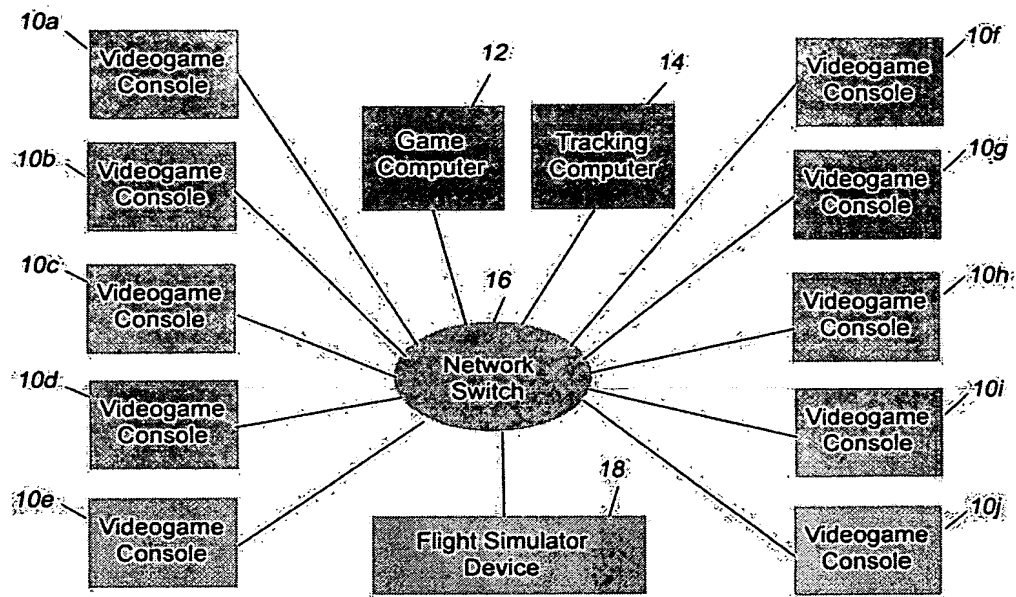 10a
Videogame
Console
10b
Videogame
Console
10c
Videogame
Console
10d
Videogame
Console
10e
Videogame
Console
12
Game
Computer
14
Tracking
Computer
16
Network
Switch
18
Flight Simulator
Device
10f
Videogame
Console
10g
Videogame
Console
10h
Videogame
Console
10i
Videogame
Console
10j
Videogame
Console